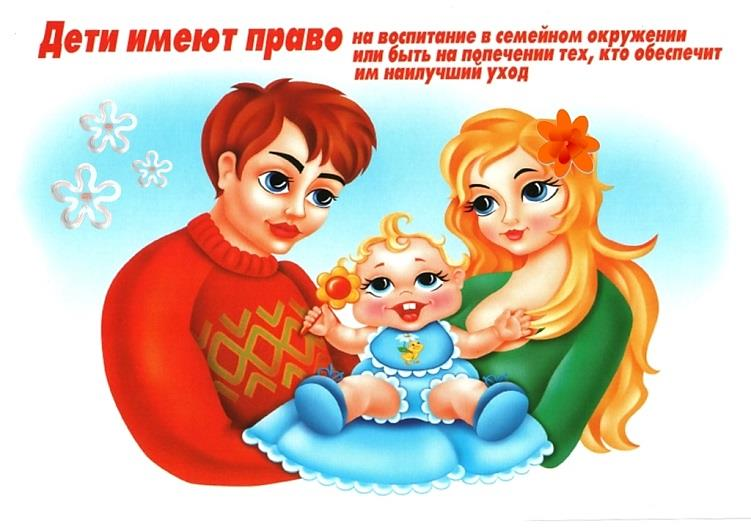 Дети имеют право на воспитание в семейном окружении
или быть на попечении тех, кто обеспечит
им наилучший уход